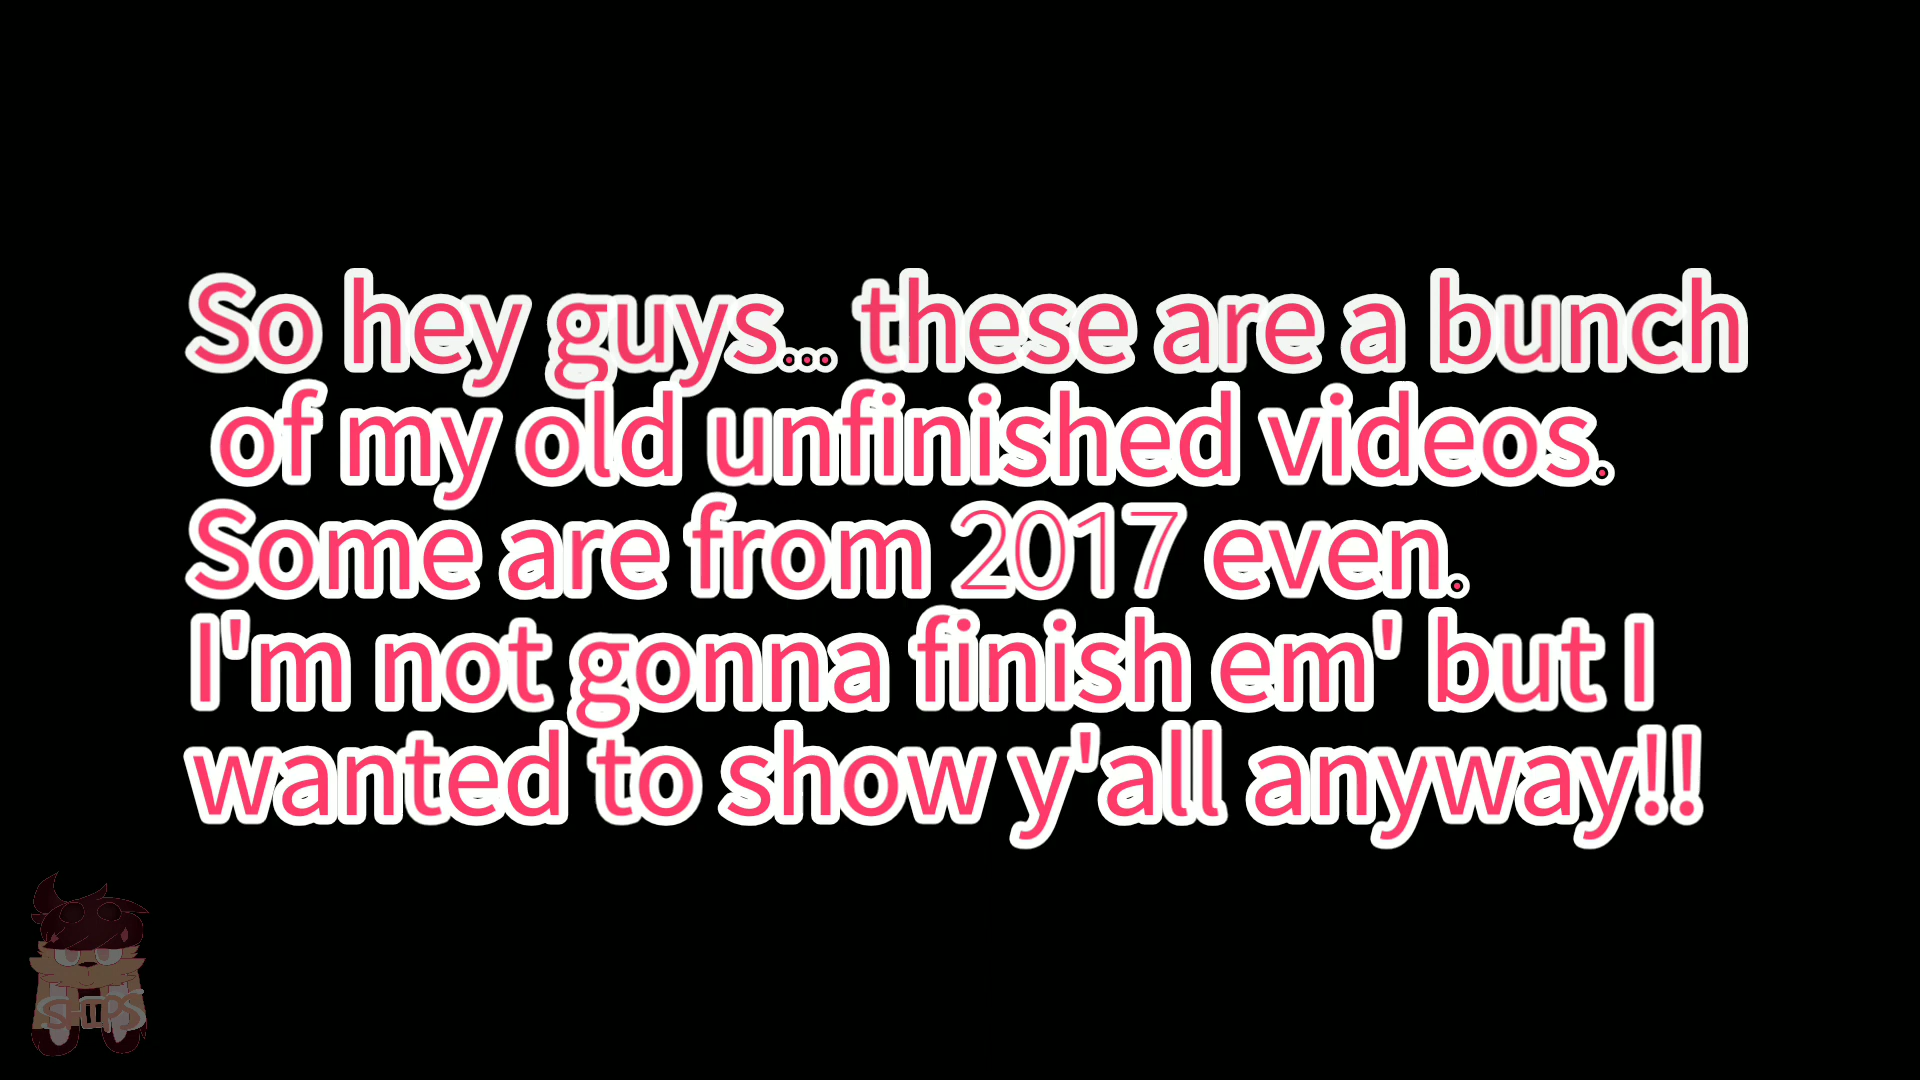 So hey guys... these are a bunch
of my old unfinished videos.
Some are from 2017 even.
I'm not gonna finish em' but I
wanted to show y'all anyway!!
SHIPS